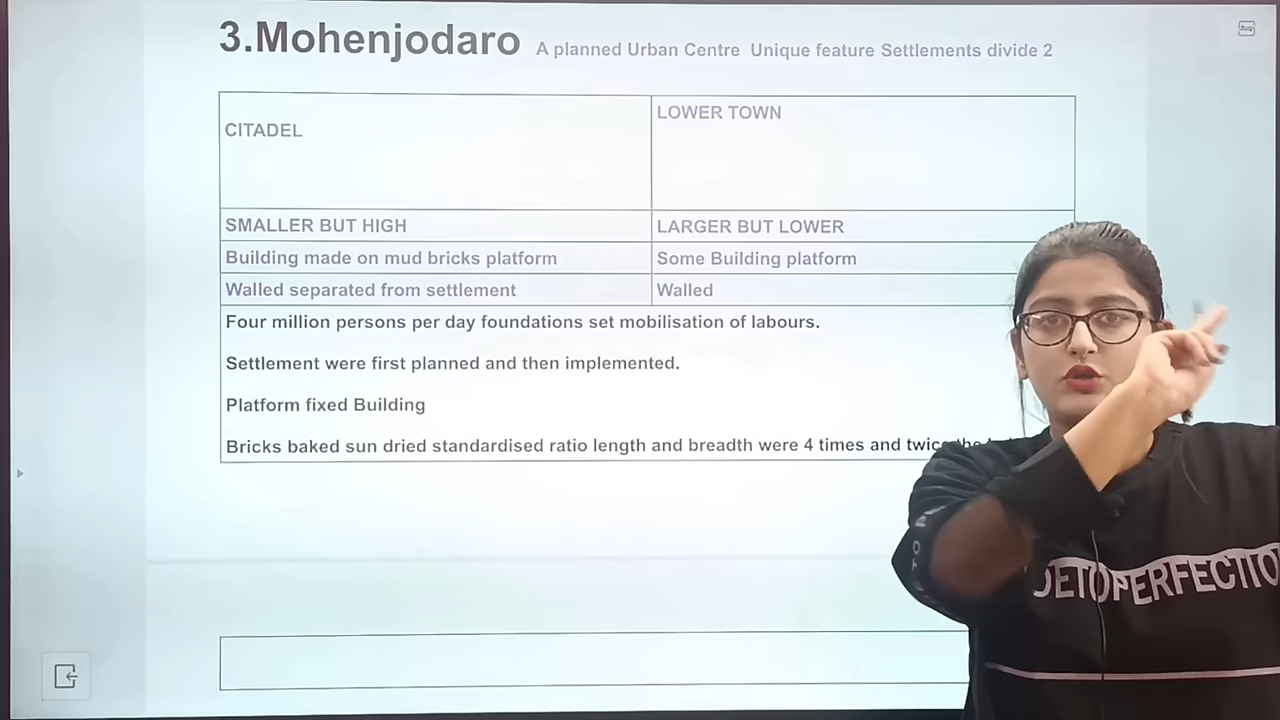 3.Mohenjodaro A planned Urban Centre Unique feature Settlements divide 2
CITADEL
LOWER TOWN
SMALLER BUT HIGH
LARGER BUT LOWER
Building made on mud bricks platform
Some Building platform
Walled separated from settlement
Walled
Four million persons per day foundations set mobilisation of labours.
Settlement were first planned and then implemented.
Platform fixed Building
Bricks baked sun dried standardised ratio length and breadth were 4 times and twice the
PERFECTIO